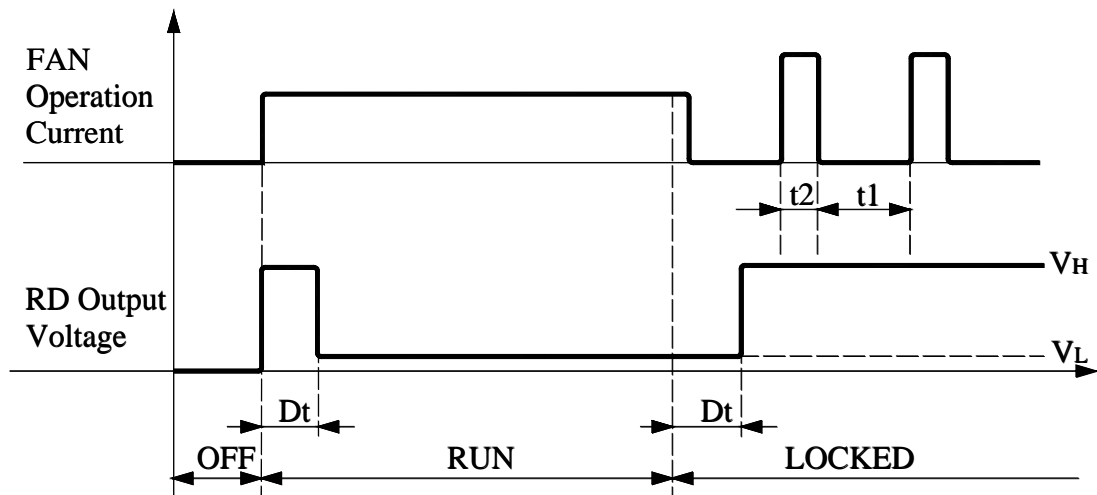 FAN
Operation
Current
t2
t1
VH
RD Output
Voltage
VL
Dt
Dt
OFF
RUN
LOCKED